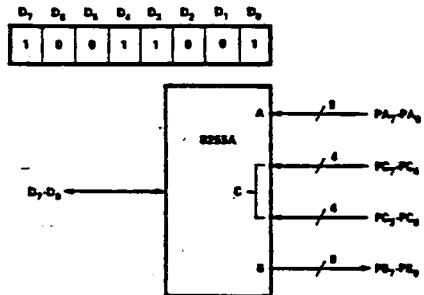 D₇ D₆ D₅ D₄ D₃ D₂ D₁ D₀
1 0 0 1 1 0 0 1
A 8 PA₇-PA₀
8255A
4 PC₇-PC₄
D₇-D₀ C
4 PC₃-PC₀
B 8 PB₇-PB₀